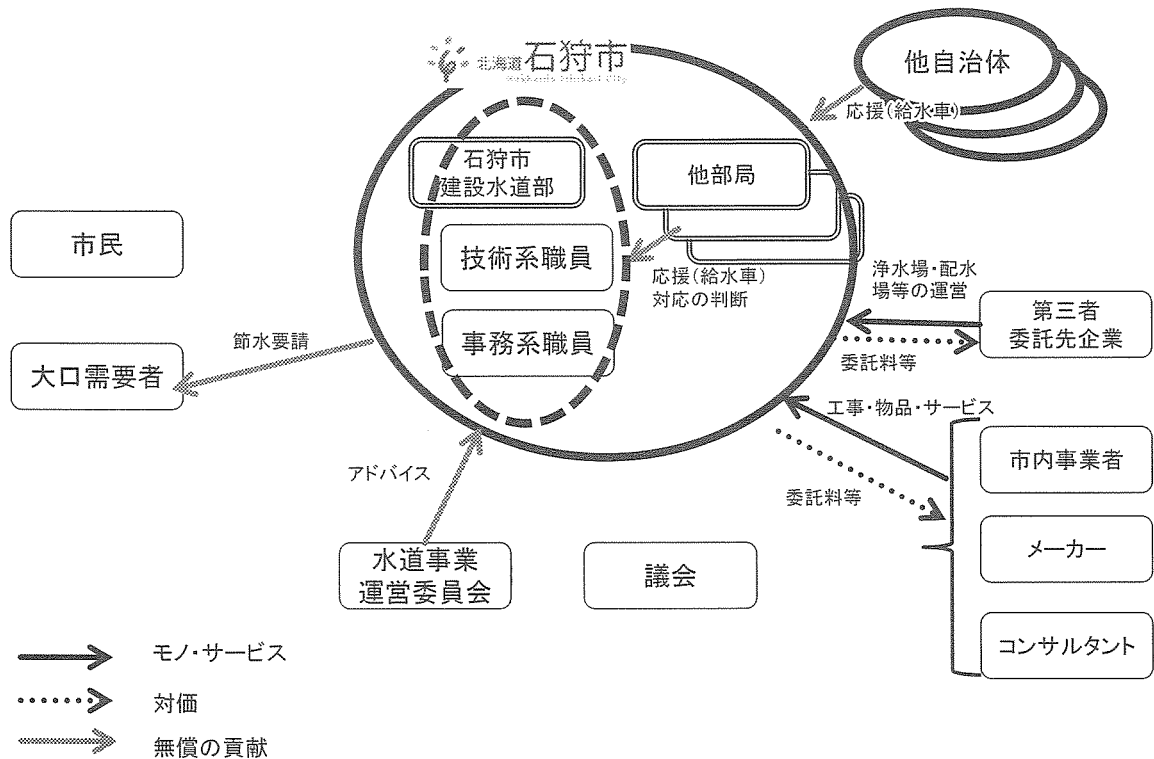 北海道 石狩市
Hokkaido Ishikari City
他自治体
応援(給水車)
石狩市
建設水道部
他部局
市民
技術系職員
応援(給水車)
対応の判断
浄水場・配水
場等の運営
第三者
委託先企業
節水要請
大口需要者
事務系職員
委託料等
工事・物品・サービス
市内事業者
アドバイス
委託料等
水道事業
運営委員会
議会
メーカー
コンサルタント
モノ・サービス
対価
無償の貢献